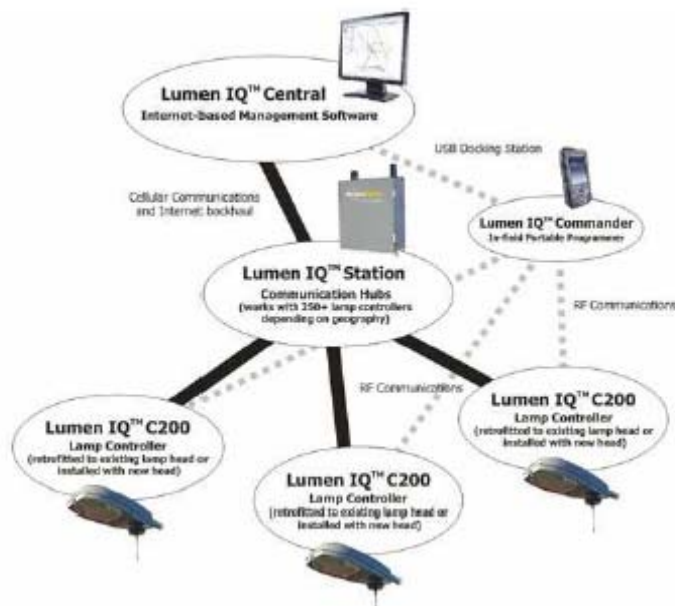 Lumen IQ™ Central
Internet-based Management Software
USB Docking Station
Cellular Communications
and Internet backhaul
Lumen IQ™ Commander
In-field Portable Programmer
Lumen IQ™ Station
Communication Hubs
(works with 250+ lamp controllers
depending on geography)
RF Communications
RF Communications
Lumen IQ™ C200
Lamp Controller
(retrofitted to existing lamp head or
installed with new head)
Lumen IQ™ C200
Lamp Controller
(retrofitted to existing lamp head or
installed with new head)
Lumen IQ™ C200
Lamp Controller
(retrofitted to existing lamp head or
installed with new head)